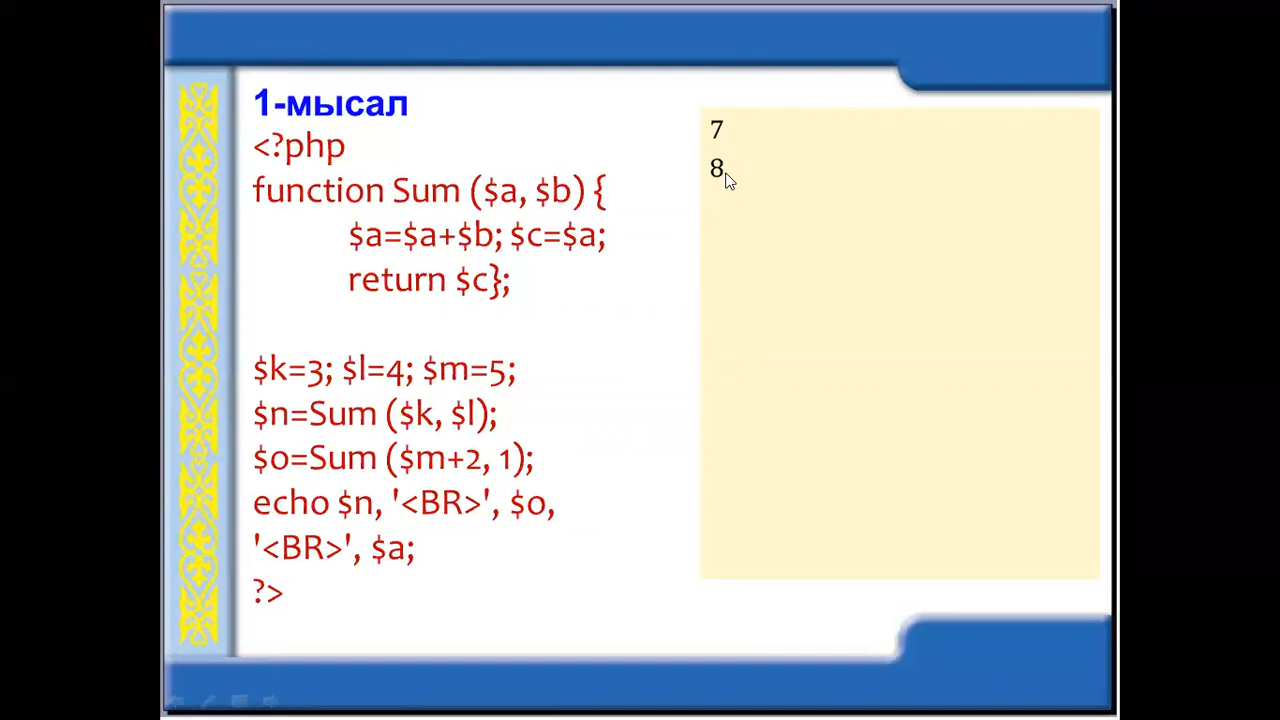 1-мысал
<?php
function Sum ($a, $b) {
$a=$a+$b; $c=$a;
return $c};
$k=3; $l=4; $m=5;
$n=Sum ($k, $l);
$o=Sum ($m+2, 1);
echo $n, '<BR>', $o,
'<BR>', $a;
?>
7
8